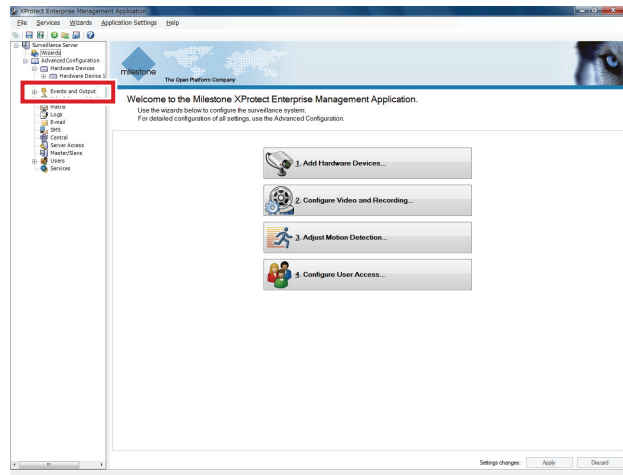 XProtect Enterprise Management Application
File Services Wizards Application Settings Help
Surveillance Server
Wizards
Advanced Configuration
Hardware Devices
Hardware Device 1
Events and Output
Matrix
Logs
E-mail
SMS
Central
Server Access
Master/Slave
Users
Services
milestone
The Open Platform Company
Welcome to the Milestone XProtect Enterprise Management Application.
Use the wizards below to configure the surveillance system.
For detailed configuration of all settings, use the Advanced Configuration.
1. Add Hardware Devices...
2. Configure Video and Recording...
3. Adjust Motion Detection...
4. Configure User Access...
Settings changes: Apply Discard